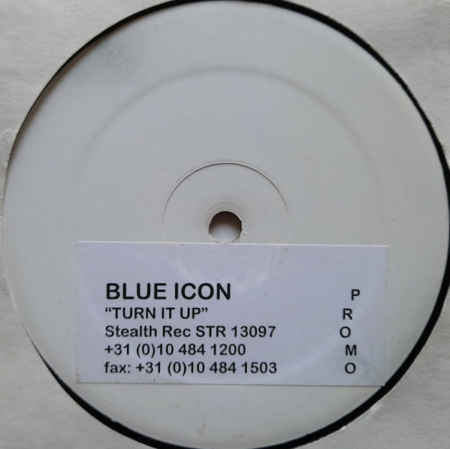 BLUE ICON
“TURN IT UP”
Stealth Rec STR 13097
+31 (0)10 484 1200
fax: +31 (0)10 484 1503
P
R
O
M
O